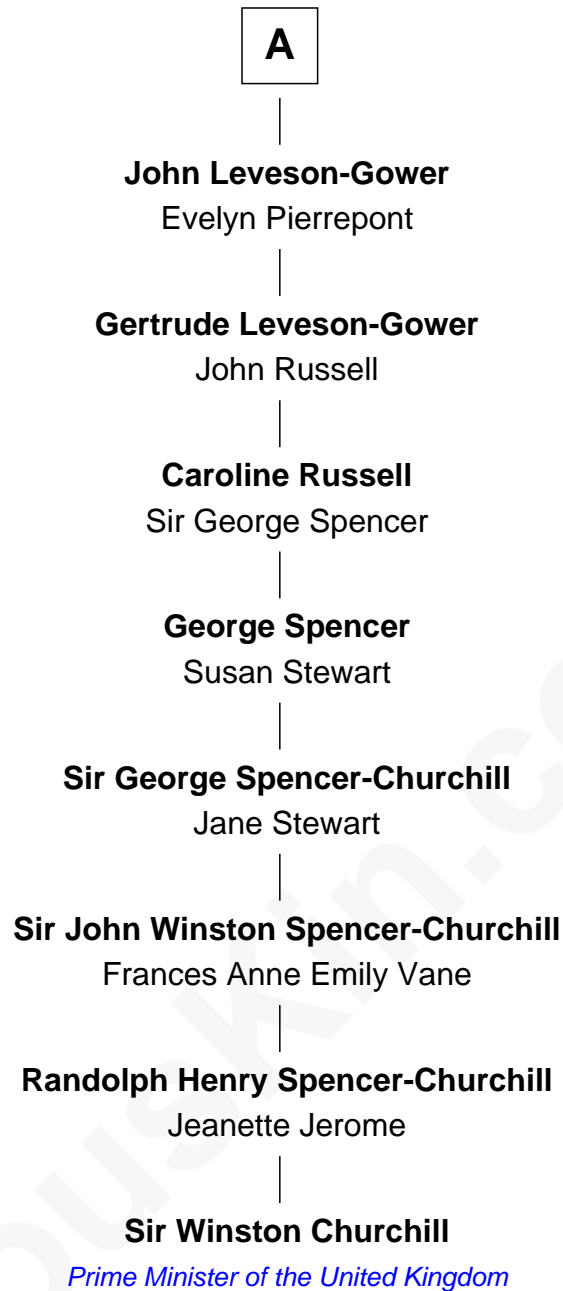 A
John Leveson-Gower
Evelyn Pierrepont
Gertrude Leveson-Gower
John Russell
Caroline Russell
Sir George Spencer
George Spencer
Susan Stewart
Sir George Spencer-Churchill
Jane Stewart
Sir John Winston Spencer-Churchill
Frances Anne Emily Vane
Randolph Henry Spencer-Churchill
Jeanette Jerome
Sir Winston Churchill
Prime Minister of the United Kingdom